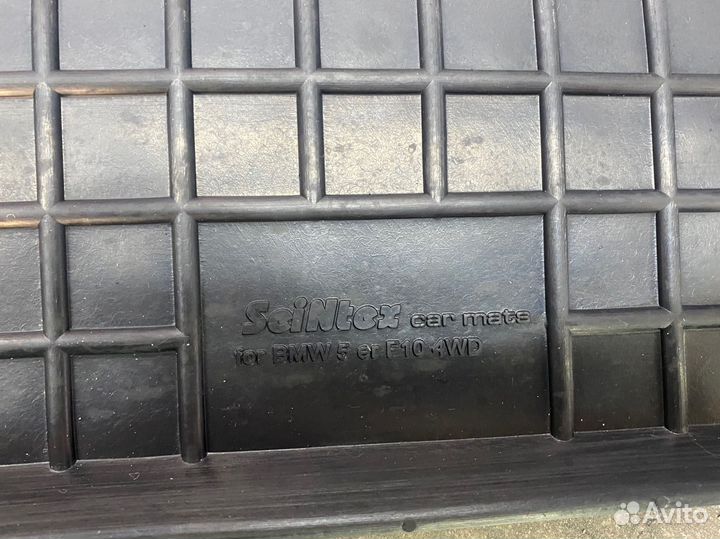 SeiNtex car mats
for BMW 5 er F10 4WD
Avito